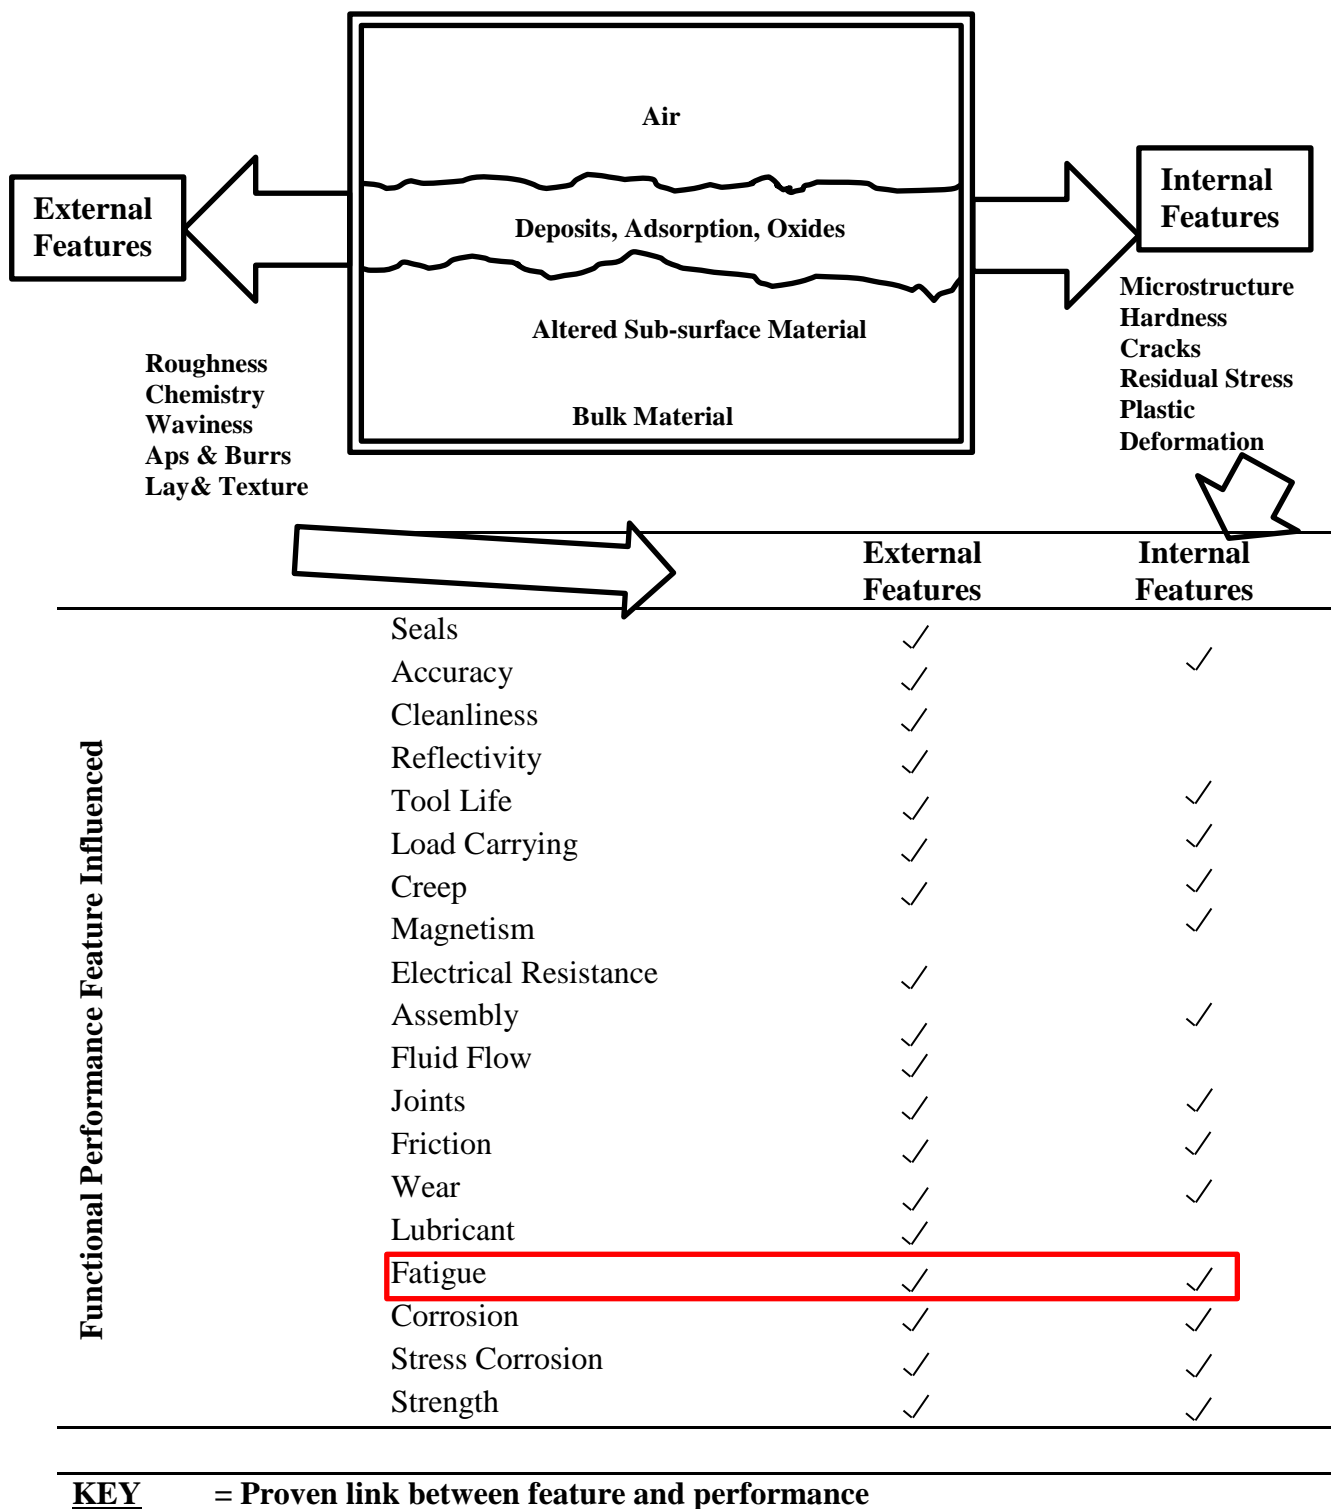 Air
External
Features
Deposits, Adsorption, Oxides
Internal
Features
Altered Sub-surface Material
Bulk Material
Roughness
Chemistry
Waviness
Aps & Burrs
Lay& Texture
Microstructure
Hardness
Cracks
Residual Stress
Plastic
Deformation
External
Features
Internal
Features
Functional Performance Feature Influenced
Seals ✓
Accuracy ✓ ✓
Cleanliness ✓
Reflectivity ✓
Tool Life ✓ ✓
Load Carrying ✓ ✓
Creep ✓ ✓
Magnetism ✓
Electrical Resistance ✓
Assembly ✓ ✓
Fluid Flow ✓
Joints ✓ ✓
Friction ✓ ✓
Wear ✓ ✓
Lubricant ✓
Fatigue ✓ ✓
Corrosion ✓ ✓
Stress Corrosion ✓ ✓
Strength ✓ ✓
KEY = Proven link between feature and performance